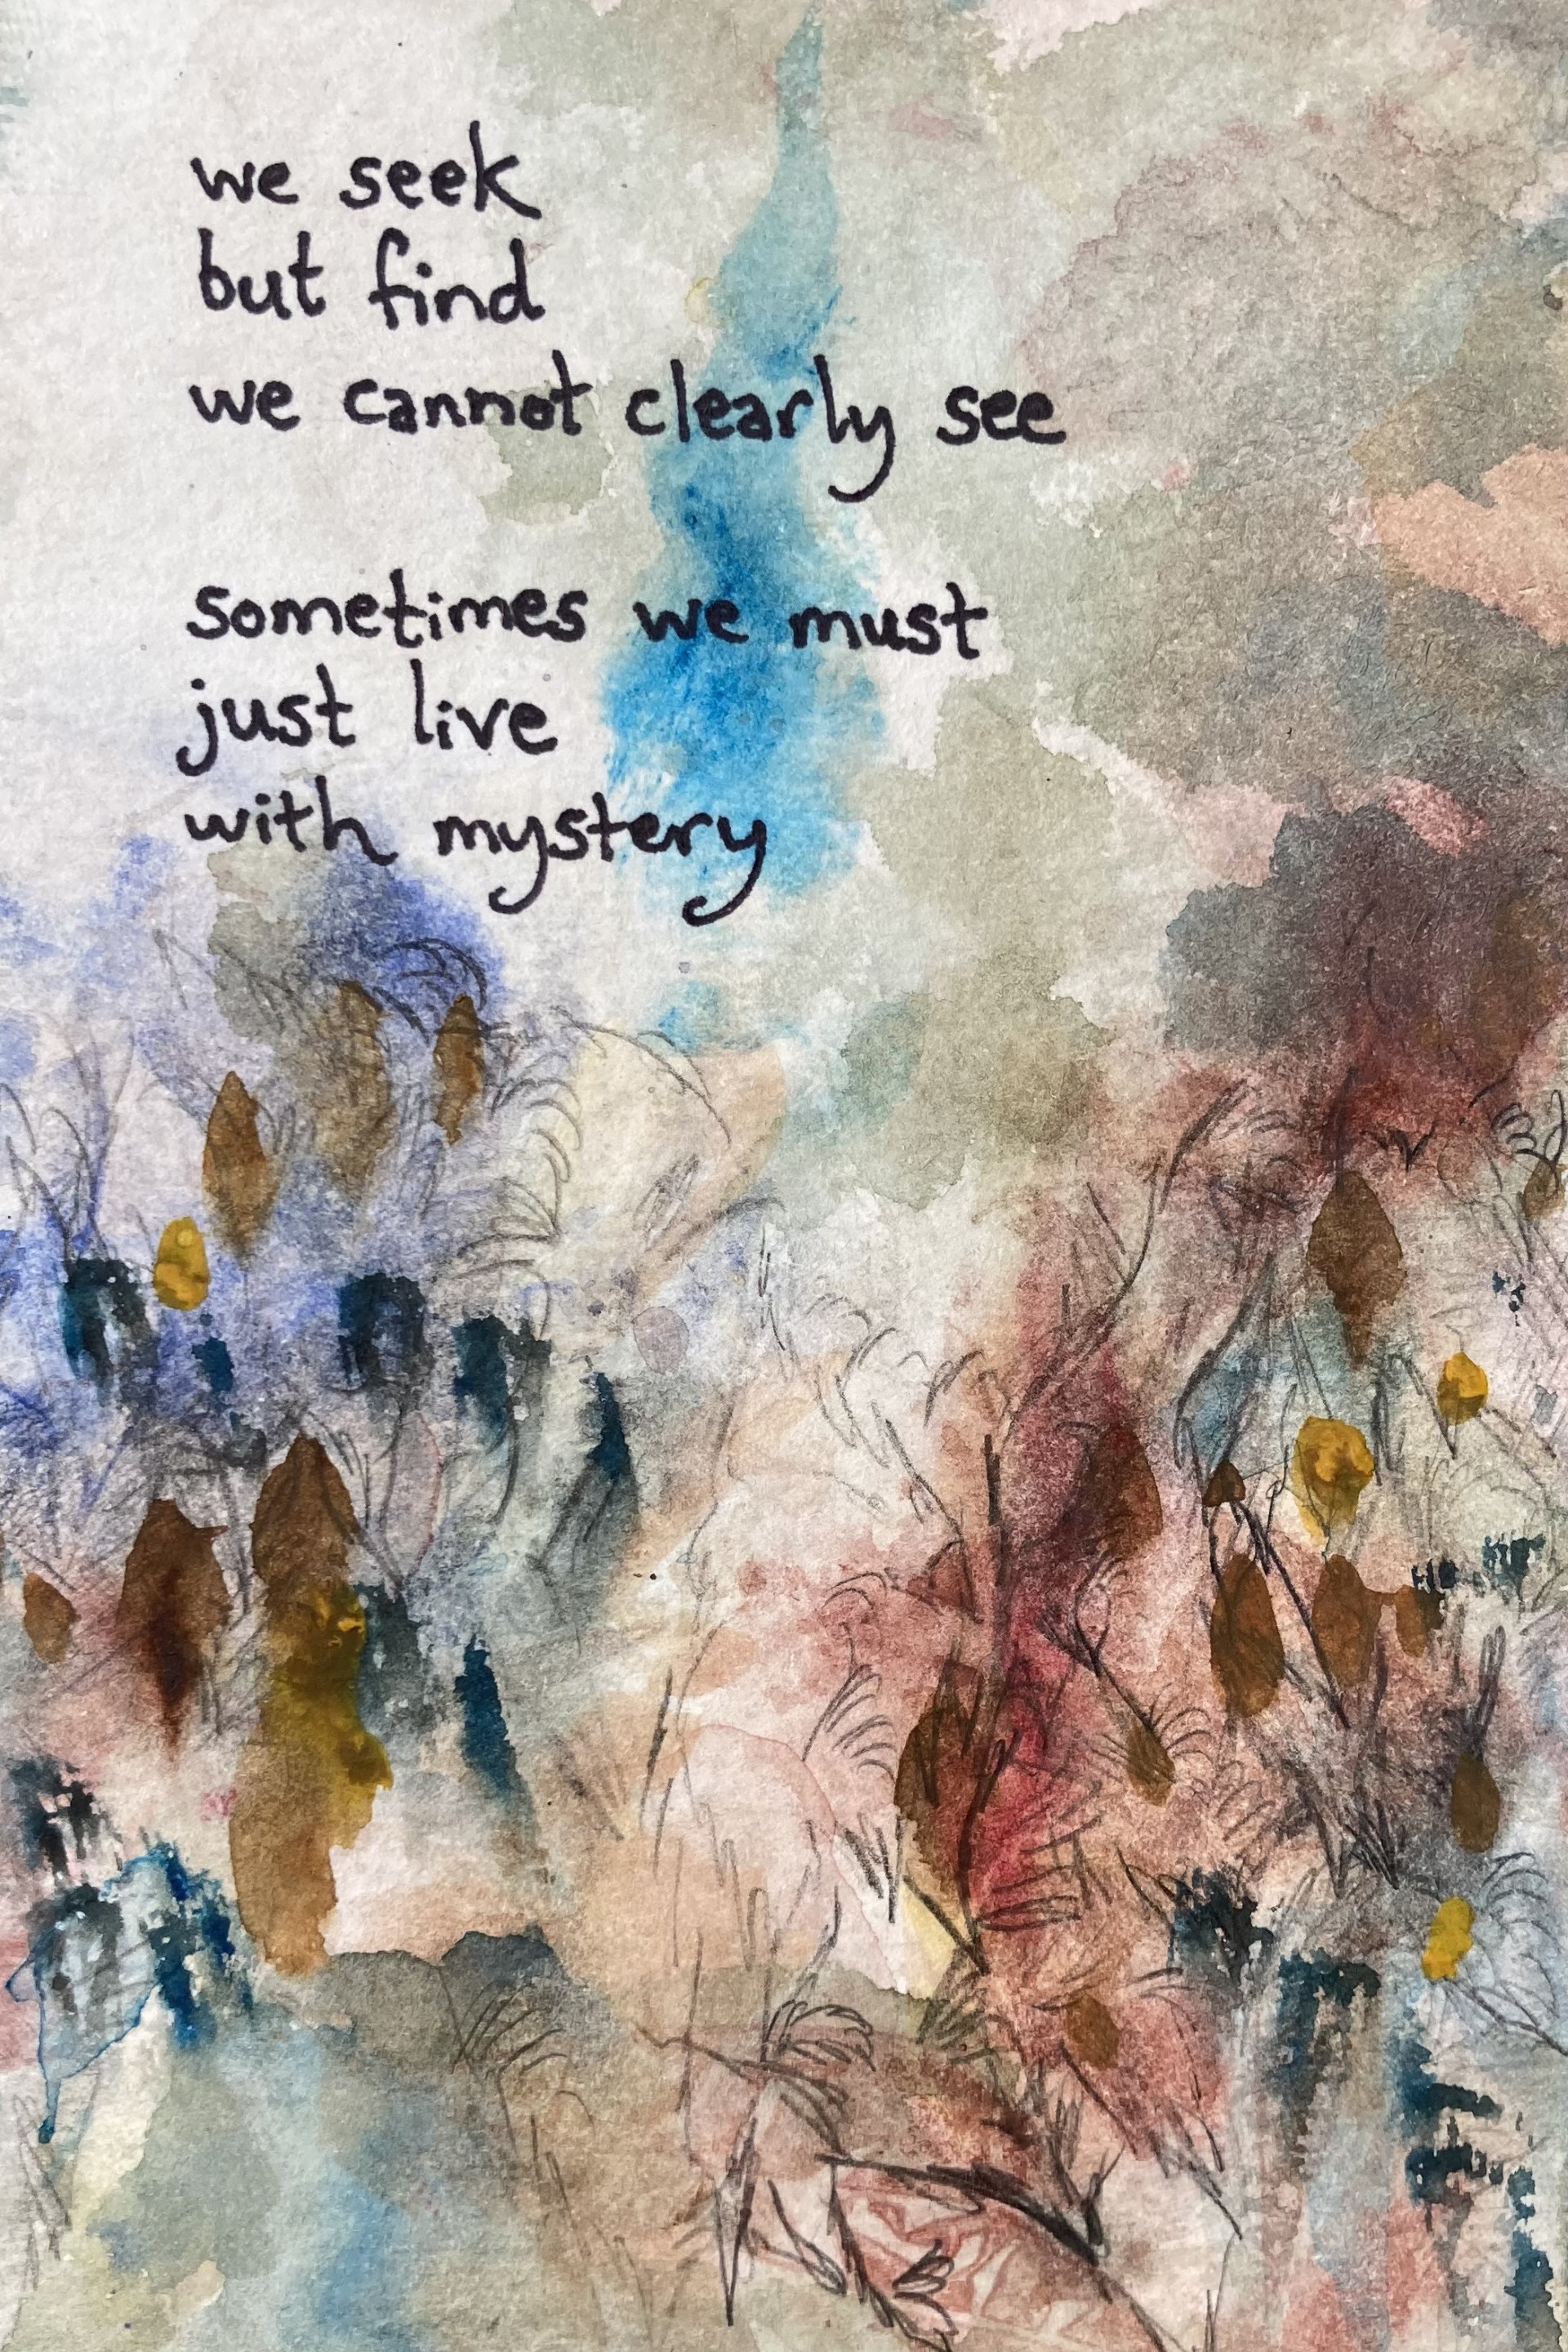 we seek
but find
we cannot clearly see
sometimes we must
just live
with mystery